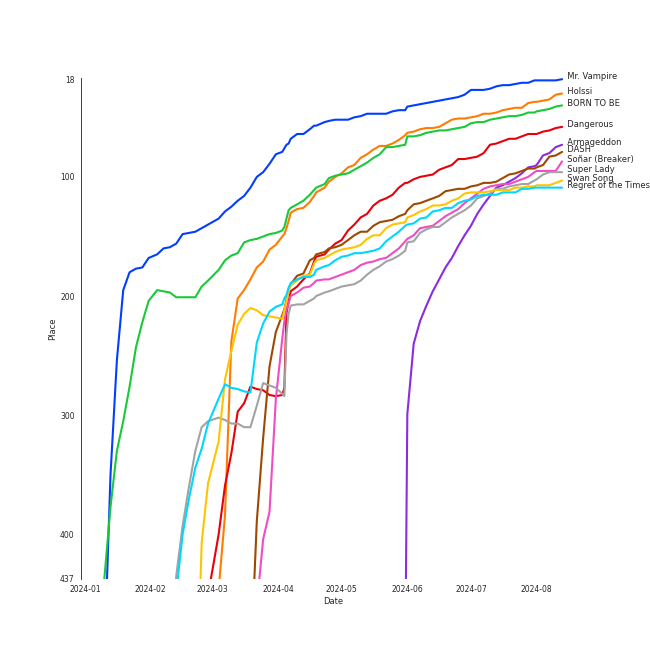 18
100
200
300
400
437
Place
2024-01
2024-02
2024-03
2024-04
2024-05
2024-06
2024-07
2024-08
Date
Mr. Vampire
Holssi
BORN TO BE
Dangerous
Armageddon
DASH
Soñar (Breaker)
Super Lady
Swan Song
Regret of the Times